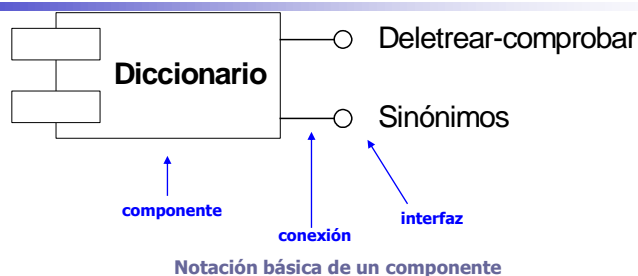 Deletrear-comprobar
Diccionario
Sinónimos
componente
interfaz
conexión
Notación básica de un componente